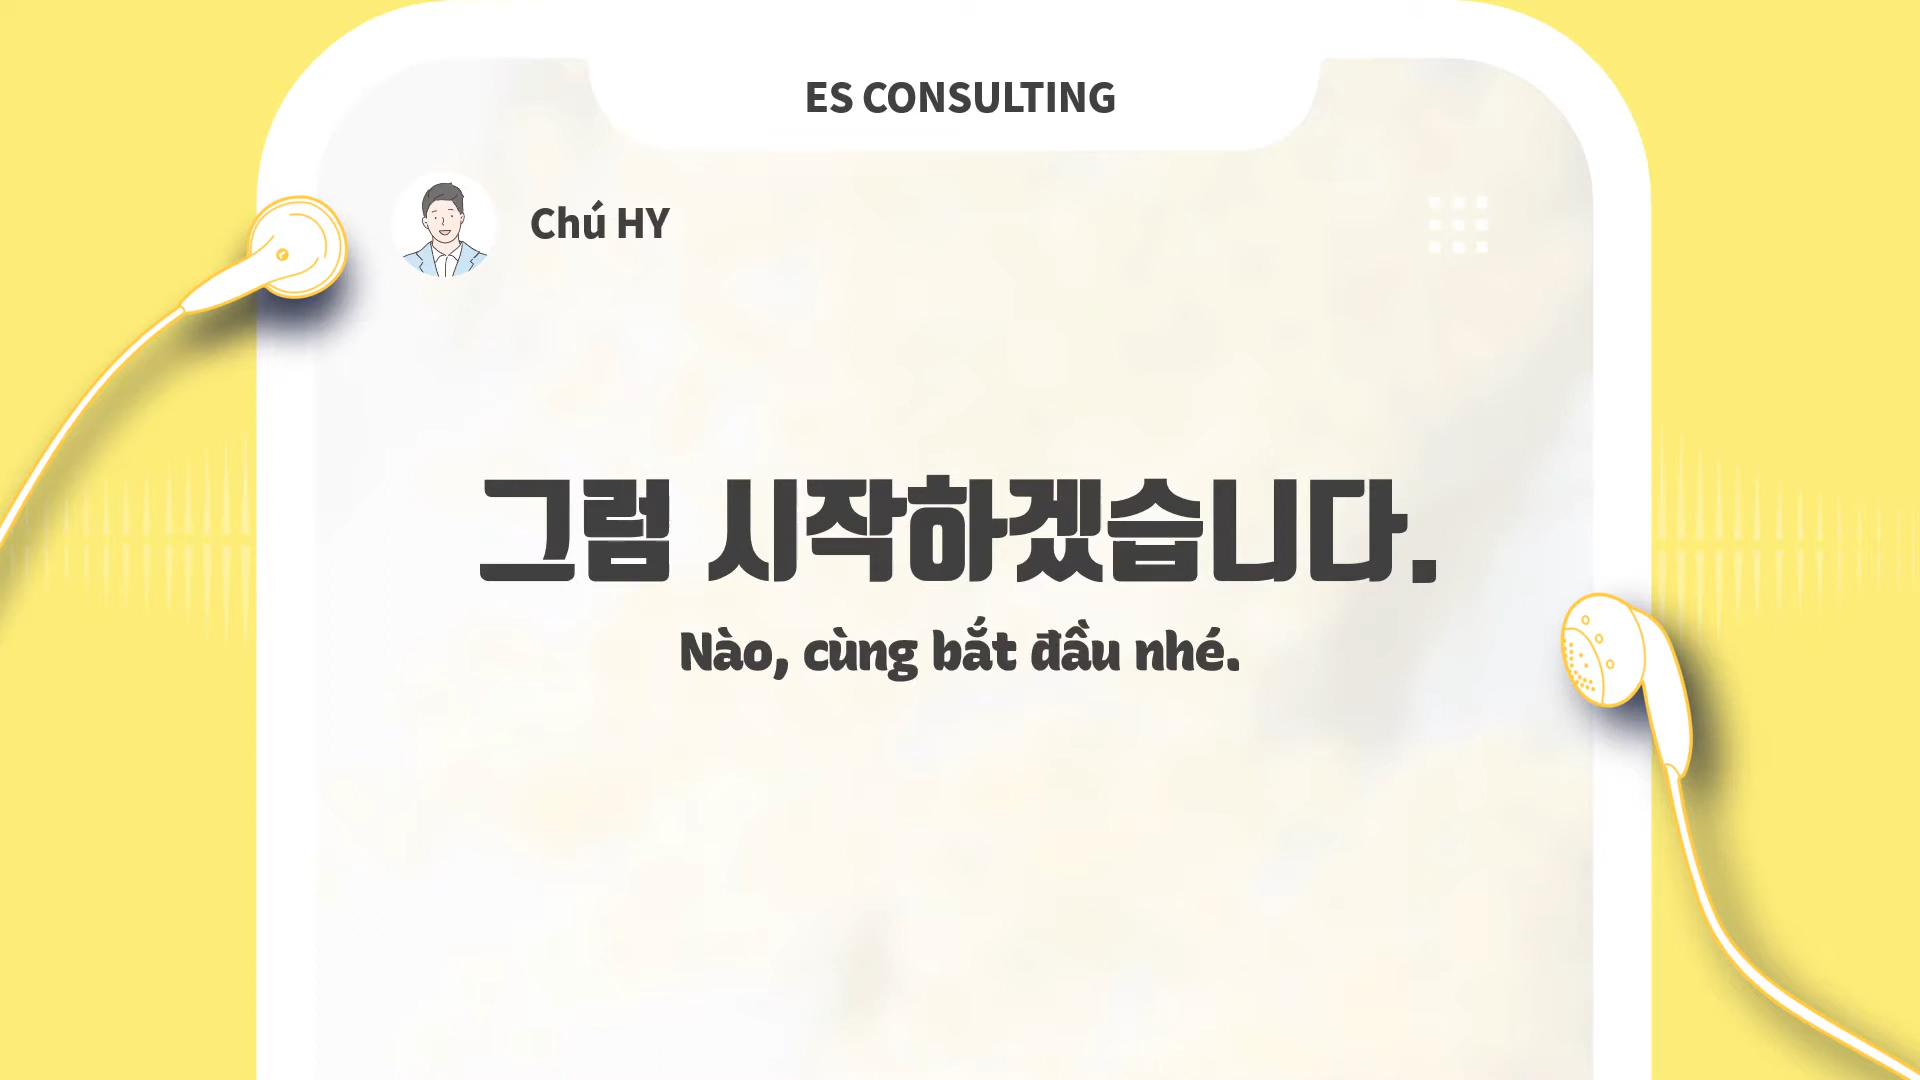 ES CONSULTING
Chú HY
그럼 시작하겠습니다.
Nào, cùng bắt đầu nhé.